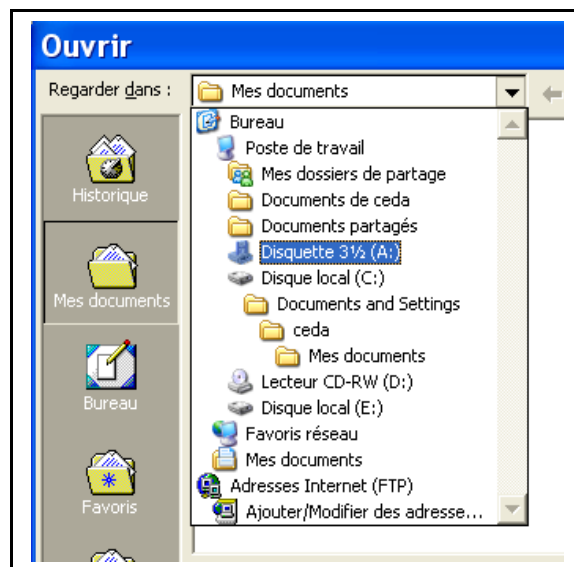 Ouvrir
Regarder dans :
Mes documents
Historique
Mes documents
Bureau
Favoris
Bureau
Poste de travail
Mes dossiers de partage
Documents de ceda
Documents partagés
Disquette 3½ (A:)
Disque local (C:)
Documents and Settings
ceda
Mes documents
Lecteur CD-RW (D:)
Disque local (E:)
Favoris réseau
Mes documents
Adresses Internet (FTP)
Ajouter/Modifier des adresse...